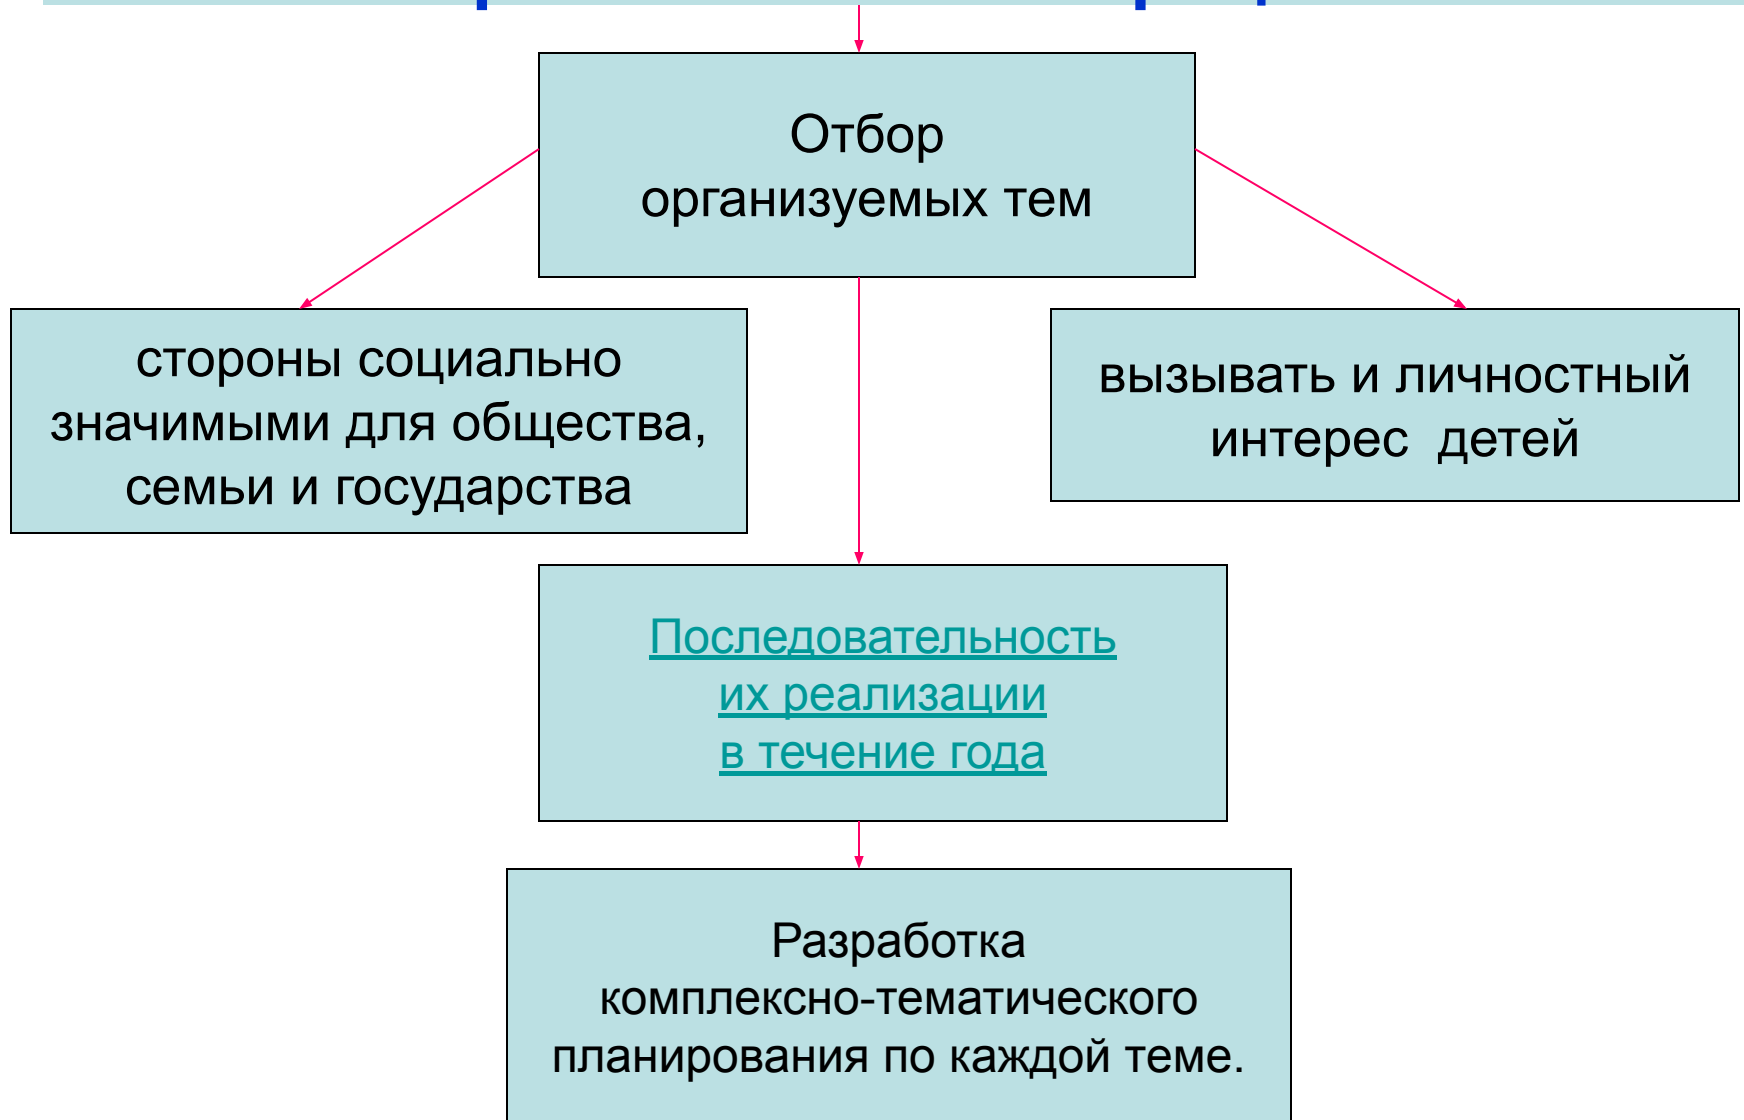 Отбор
организуемых тем
стороны социально
значимыми для общества,
семьи и государства
вызывать и личностный
интерес детей
Последовательность
их реализации
в течение года
Разработка
комплексно-тематического
планирования по каждой теме.